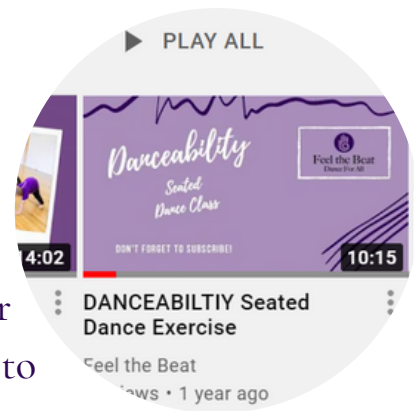 PLAY ALL
Danceability
Seated
Dance Class
Feel the Beat
Dance For All
DON'T FORGET TO SUBSCRIBE!
4:02
10:15
DANCEABILTIY Seated
Dance Exercise
Feel the Beat
1 year ago
r
to